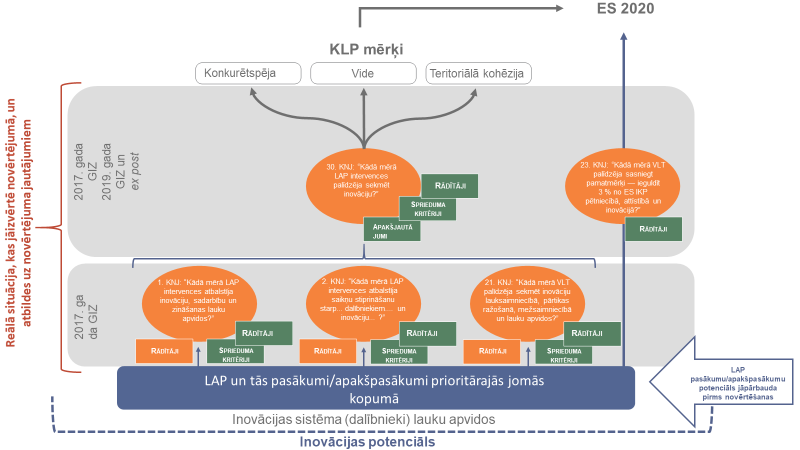 ES 2020
KLP mērķi
Konkurētspēja
Vide
Teritoriālā kohēzija
Reālā situācija, kas jāizvērtē novērtējumā, un
atbildes uz novērtējuma jautājumiem
2017. gada
GIZ
2019. gada
GIZ un
ex post
30. KNJ: "Kādā mērā
LAP intervences
palīdzēja sekmēt
inovāciju?"
RĀDĪTĀJI
SPRIEDUMA
KRITĒRIJI
APAKŠJAUTĀ
JUMI
23. KNJ: "Kādā mērā VLT
palīdzēja sasniegt
pamatmērķi — ieguldīt
3 % no ES IKP
pētniecībā, attīstībā un
inovācijā?"
RĀDĪTĀJI
2017. ga
da GIZ
1. KNJ: "Kādā mērā LAP
intervences atbalstīja
inovāciju, sadarbību un
zināšanas lauku
apvidos?"
RĀDĪTĀJI
RĀDĪTĀJI
SPRIEDUMA
KRITĒRIJI
2. KNJ: "Kādā mērā LAP
intervences atbalstīja
saikņu stiprināšanu
starp... dalībniekiem... un
inovāciju... ?"
RĀDĪTĀJI
RĀDĪTĀJI
SPRIEDUMA
KRITĒRIJI
21. KNJ: "Kādā mērā VLT
palīdzēja sekmēt inovāciju
lauksaimniecībā, pārtikas
ražošanā, mežsaimniecībā
un lauku apvidos?"
RĀDĪTĀJI
RĀDĪTĀJI
SPRIEDUMA
KRITĒRIJI
LAP un tās pasākumi/apakšpasākumi prioritārajās jomās
kopumā
LAP
pasākumu/apakšpasākumu
potenciāls jāpārbauda
pirms novērtēšanas
Inovācijas sistēma (dalībnieki) lauku apvidos
Inovācijas potenciāls